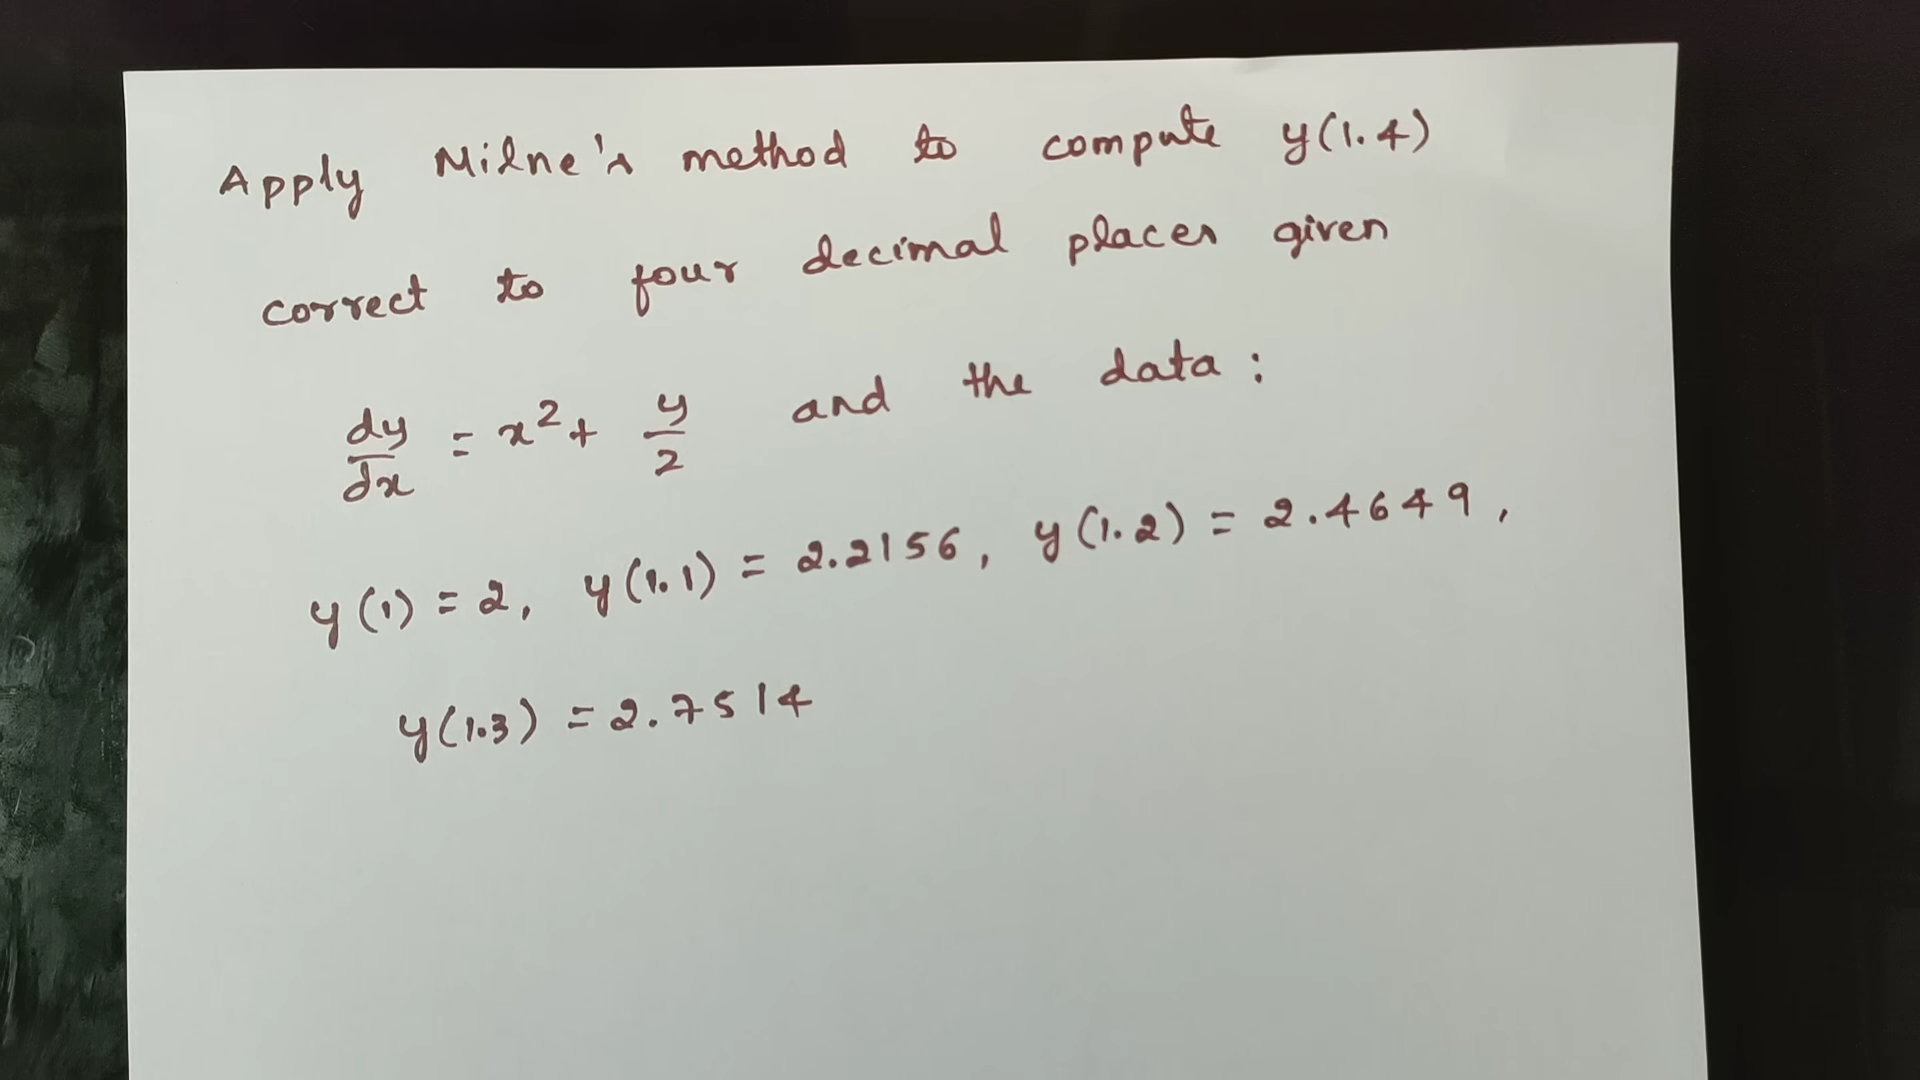 Apply Milne's method to compute y(1.4)
correct to four decimal places given
dy/dx = x² + y/2 and the data :
y(1) = 2, y(1.1) = 2.2156, y(1.2) = 2.4649,
y(1.3) = 2.7514